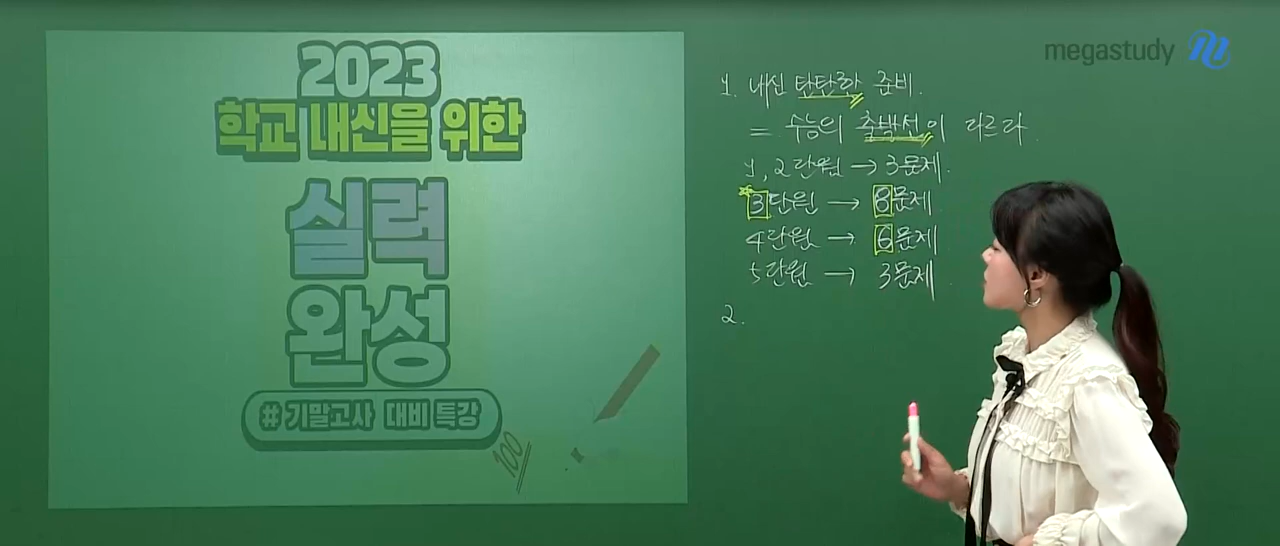 2023
학교 내신을 위한
실력
완성
# 기말고사 대비 특강
100
megastudy
1. 내신 탄탄한 준비.
= 수능의 출발선이 다르다.
1, 2단원 → 3문제.
3단원 → 8문제.
4단원 → 6문제
5단원 → 3문제
2.